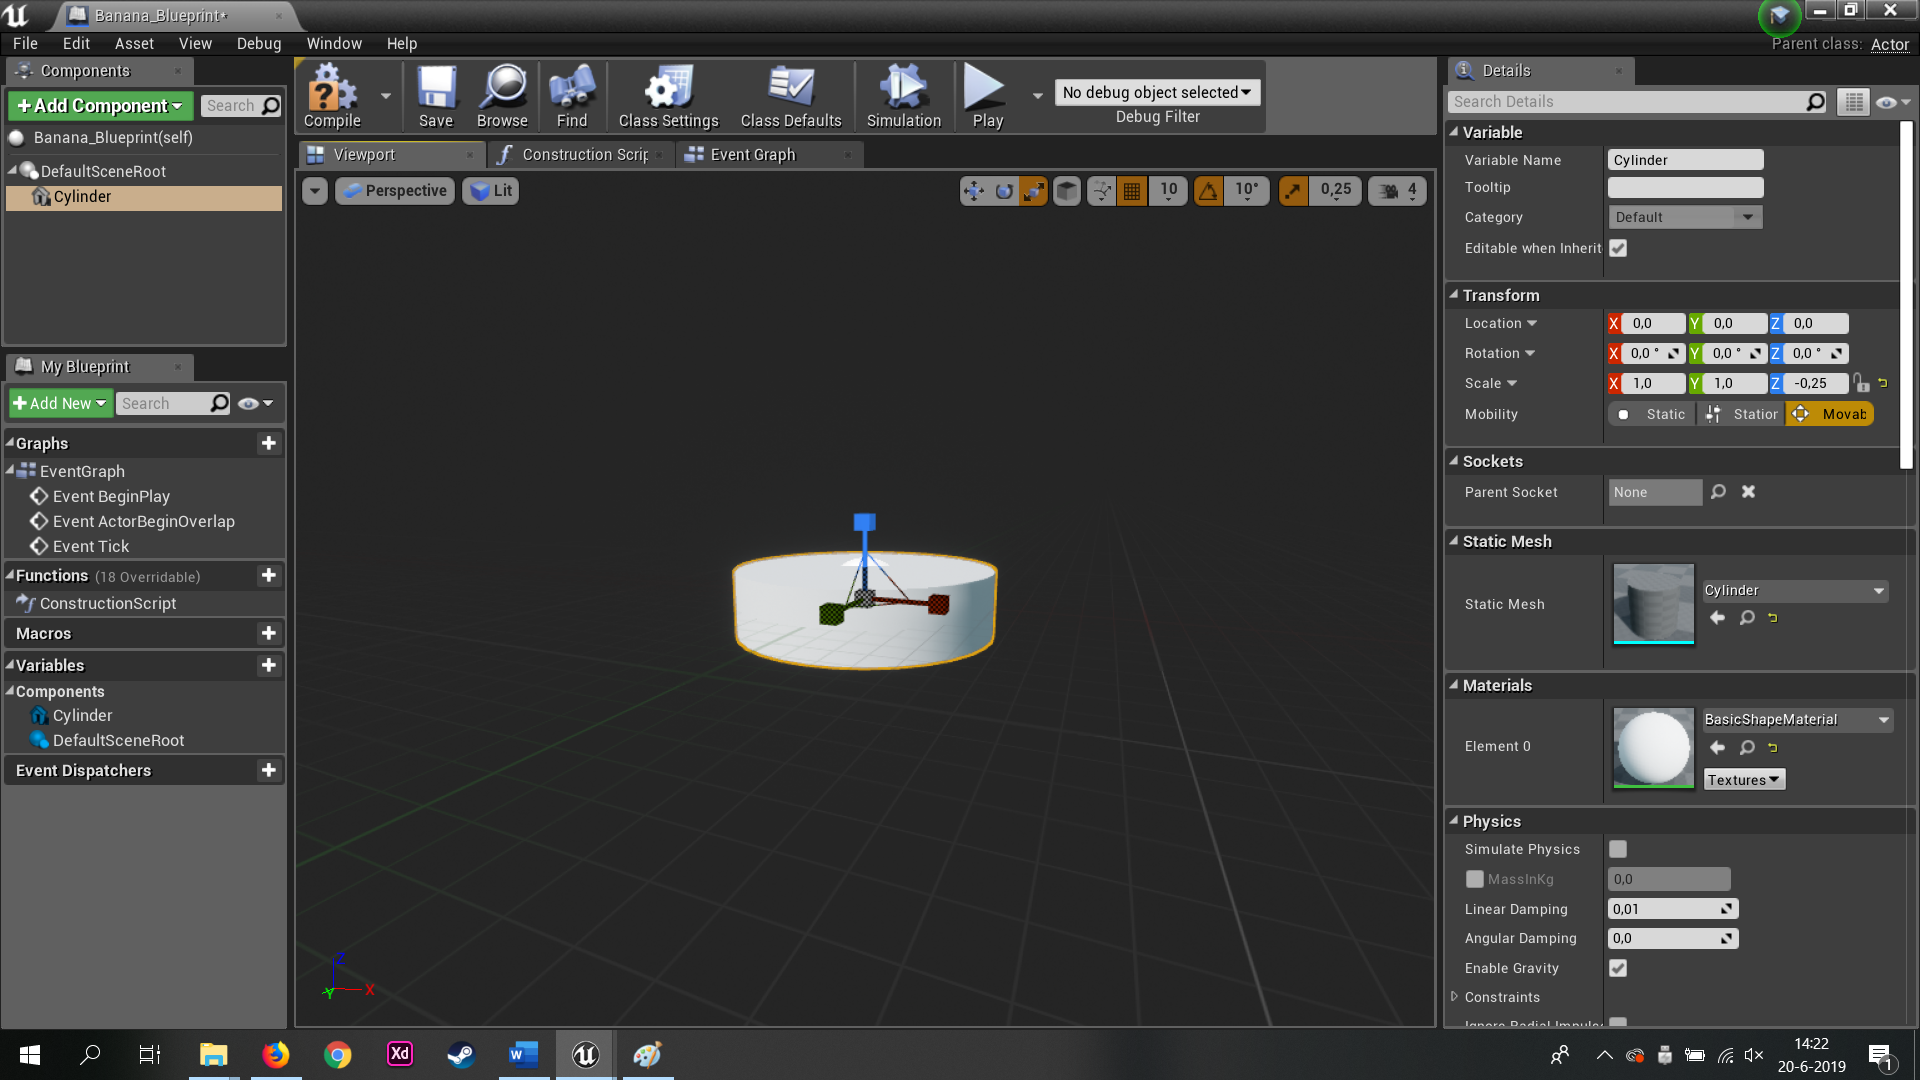 Banana_Blueprint*
File Edit Asset View Debug Window Help
Parent class: Actor
Components
+Add Component
Search
Banana_Blueprint(self)
DefaultSceneRoot
Cylinder
Compile
Save
Browse
Find
Class Settings
Class Defaults
Simulation
Play
No debug object selected
Debug Filter
Viewport
Construction Scrip
Event Graph
Perspective
Lit
10
10°
0,25
4
Z
X
Y
My Blueprint
+Add New
Search
Graphs
EventGraph
Event BeginPlay
Event ActorBeginOverlap
Event Tick
Functions (18 Overridable)
ConstructionScript
Macros
Variables
Components
Cylinder
DefaultSceneRoot
Event Dispatchers
Details
Search Details
Variable
Variable Name Cylinder
Tooltip
Category Default
Editable when Inherit
Transform
Location X 0,0 Y 0,0 Z 0,0
Rotation X 0,0 ° Y 0,0 ° Z 0,0 °
Scale X 1,0 Y 1,0 Z -0,25
Mobility Static Station Movab
Sockets
Parent Socket None
Static Mesh
Static Mesh Cylinder
Materials
Element 0 BasicShapeMaterial
Textures
Physics
Simulate Physics
MassInKg 0,0
Linear Damping 0,01
Angular Damping 0,0
Enable Gravity
Constraints
Ignore Radial Impuls
Xd
W
14:22
20-6-2019
1